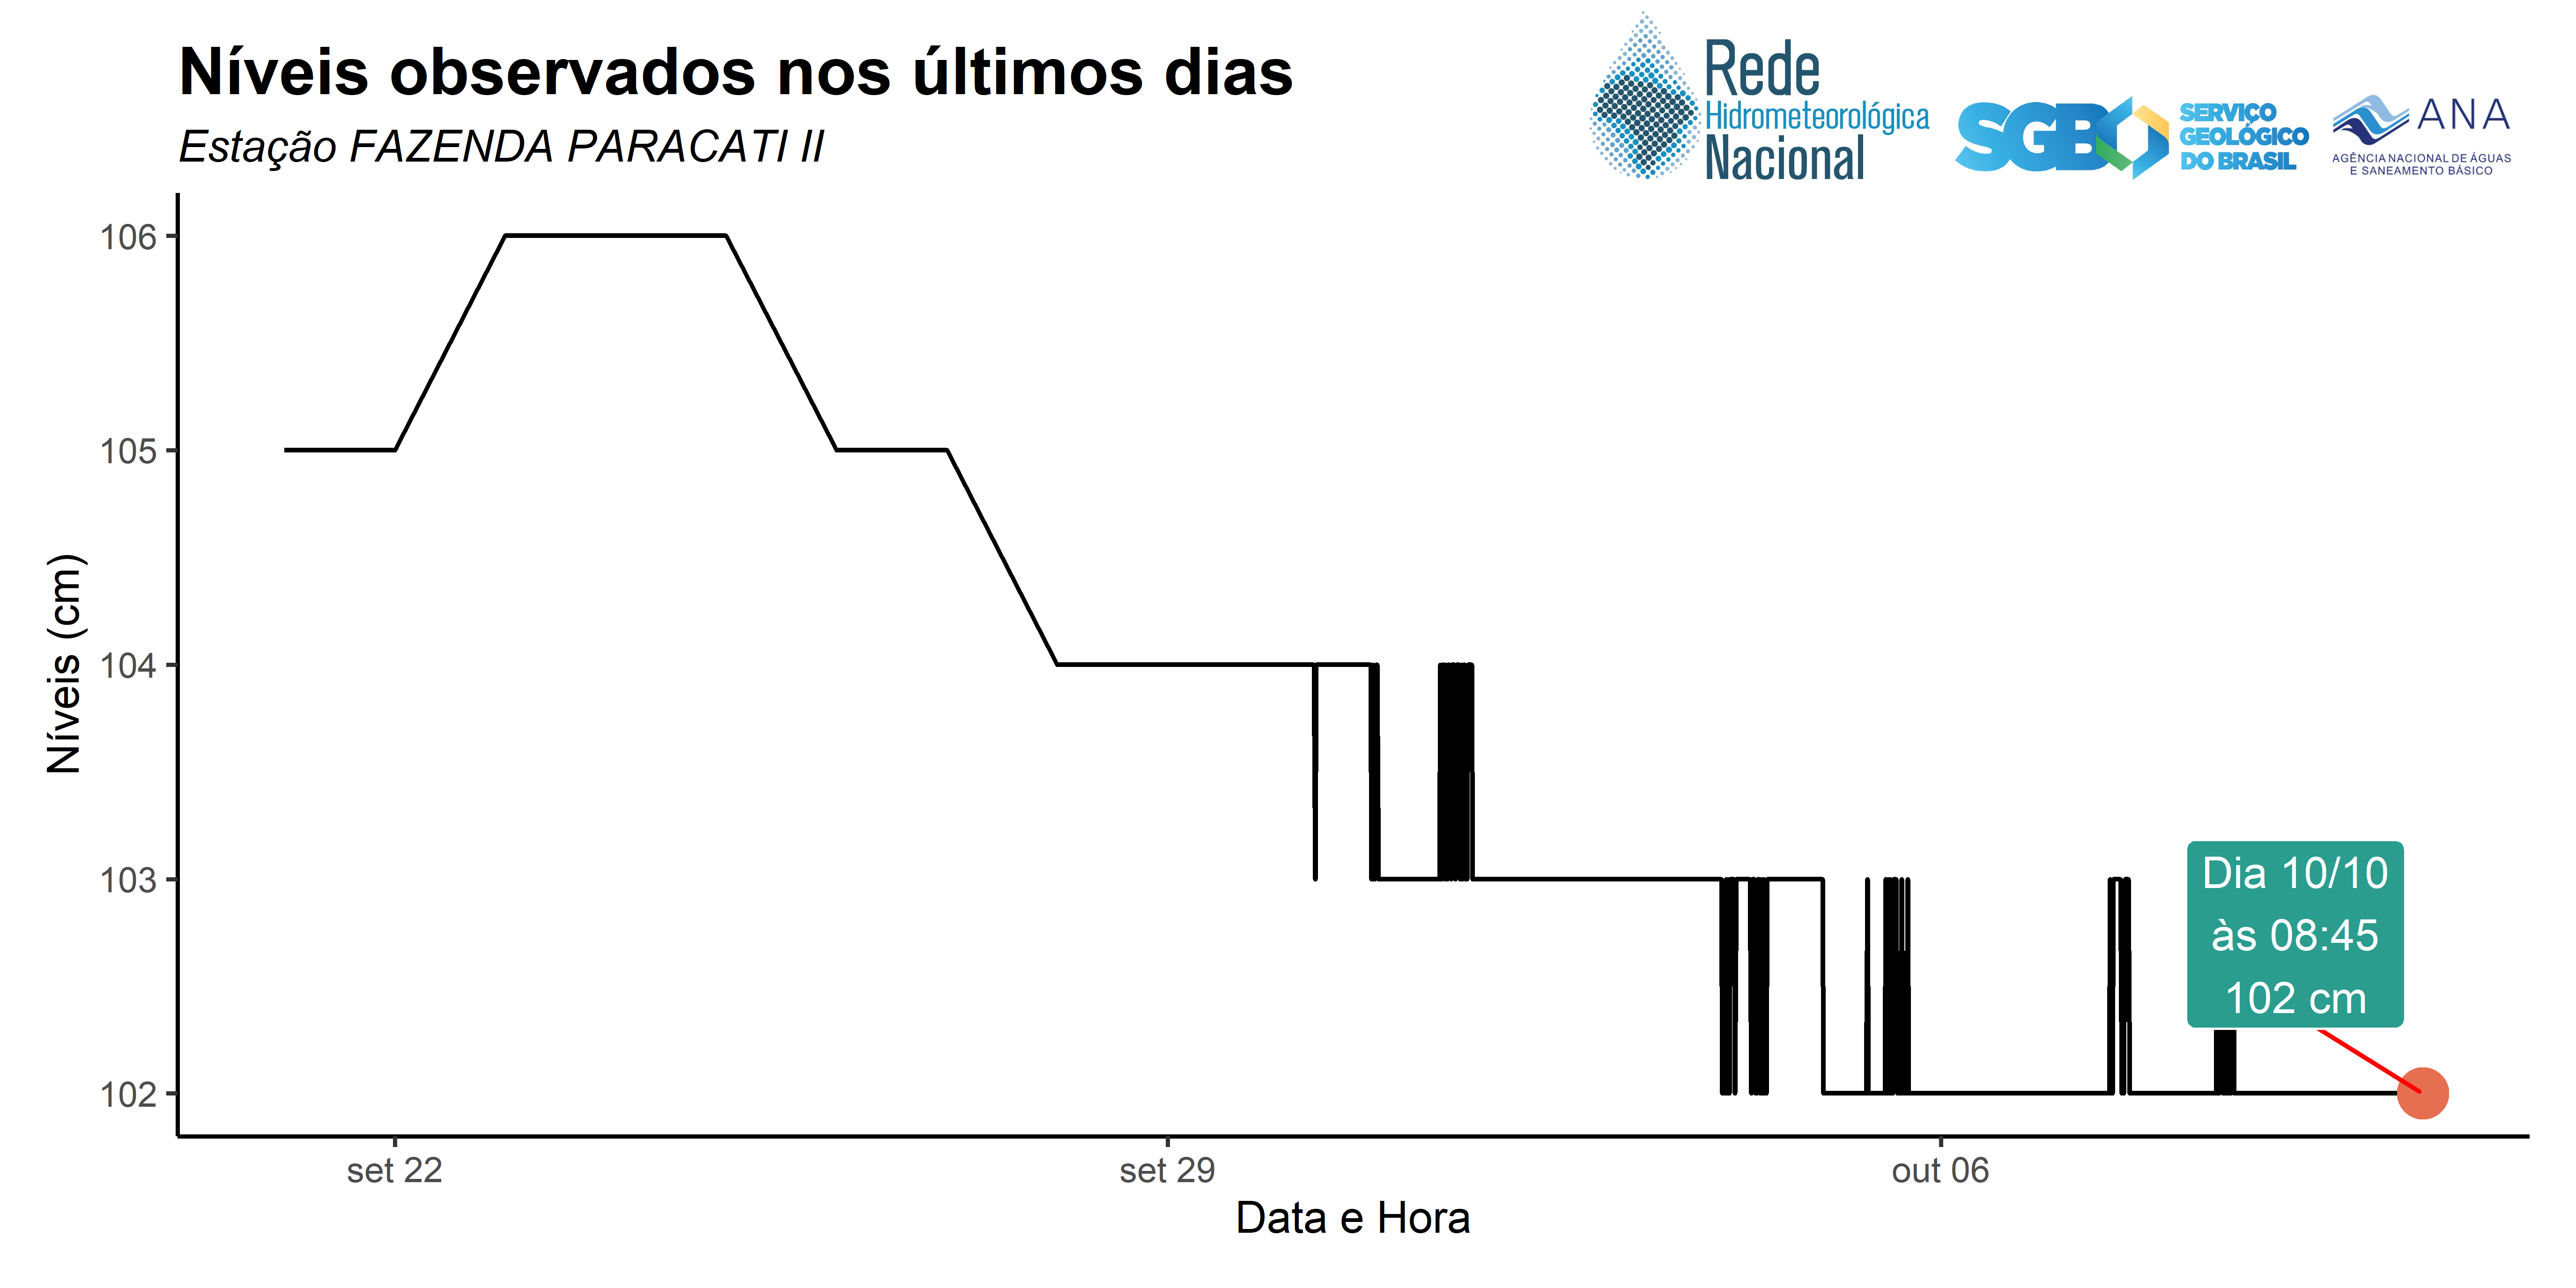 Níveis observados nos últimos dias
Estação FAZENDA PARACATI II
Rede
Hidrometeorológica
Nacional
SGB
SERVIÇO
GEOLÓGICO
DO BRASIL
ANA
AGÊNCIA NACIONAL DE ÁGUAS
E SANEAMENTO BÁSICO
Níveis (cm)
106
105
104
103
102
Dia 10/10
às 08:45
102 cm
set 22
set 29
out 06
Data e Hora